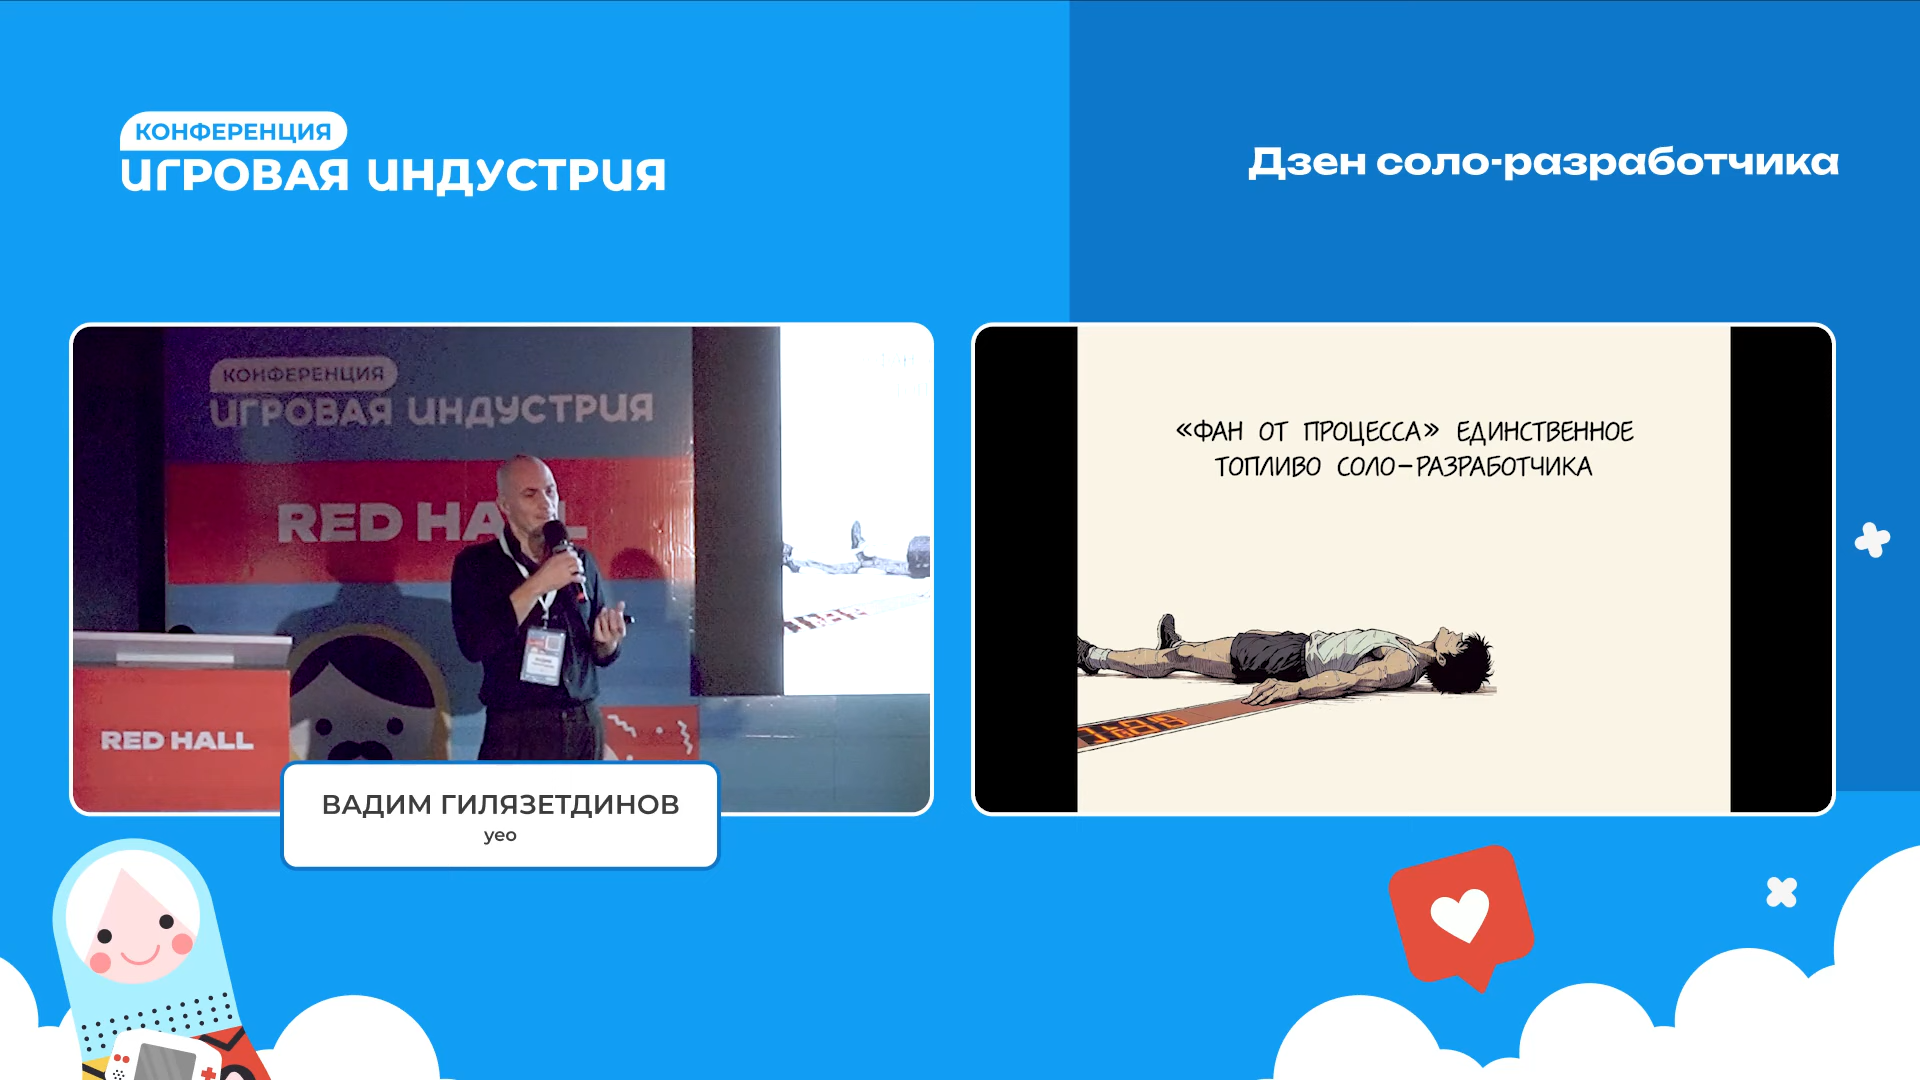 КОНФЕРЕНЦИЯ
ИГРОВАЯ ИНДУСТРИЯ
Дзен соло-разработчика
КОНФЕРЕНЦИЯ
ИГРОВАЯ ИНДУСТРИЯ
RED HALL
RED HALL
«ФАН ОТ ПРОЦЕССА» ЕДИНСТВЕННОЕ
ТОПЛИВО СОЛО-РАЗРАБОТЧИКА
ВАДИМ ГИЛЯЗЕТДИНОВ
yeo